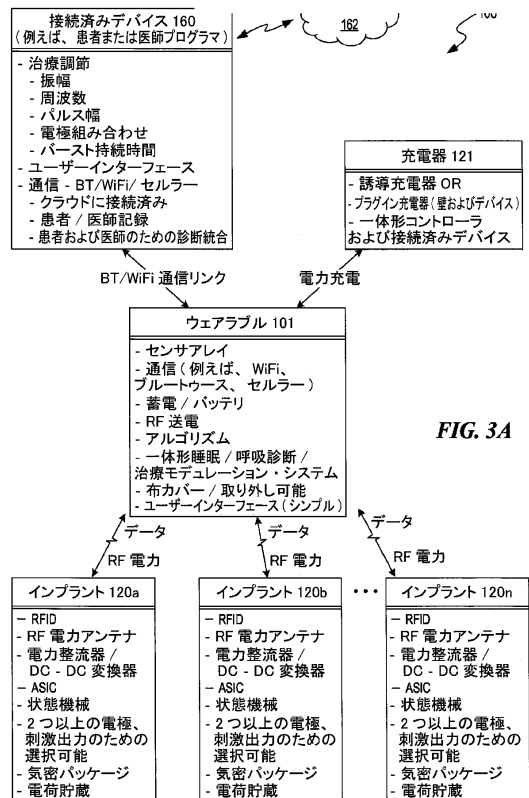 接続済みデバイス 160
(例えば、患者または医師プログラマ)
- 治療調節
- 振幅
- 周波数
- パルス幅
- 電極組み合わせ
- バースト持続時間
- ユーザーインターフェース
- 通信 - BT/WiFi/ セルラー
- クラウドに接続済み
- 患者 / 医師記録
- 患者および医師のための診断統合
162
充電器 121
- 誘導充電器 OR
- プラグイン充電器(壁およびデバイス)
- 一体形コントローラ
および接続済みデバイス
BT/WiFi 通信リンク
電力充電
ウェアラブル 101
- センサアレイ
- 通信(例えば、WiFi、
ブルートゥース、セルラー)
- 蓄電 / バッテリ
- RF 送電
- アルゴリズム
- 一体形睡眠 / 呼吸診断 /
治療モデュレーション・システム
- 布カバー / 取り外し可能
- ユーザーインターフェース(シンプル)
FIG. 3A
データ
RF 電力
データ
RF 電力
データ
RF 電力
インプラント 120a
- RFID
- RF 電力アンテナ
- 電力整流器 /
DC - DC 変換器
- ASIC
- 状態機械
- 2つ以上の電極、
刺激出力のための
選択可能
- 気密パッケージ
- 電荷貯蔵
インプラント 120b
- RFID
- RF 電力アンテナ
- 電力整流器 /
DC - DC 変換器
- ASIC
- 状態機械
- 2つ以上の電極、
刺激出力のための
選択可能
- 気密パッケージ
- 電荷貯蔵
• • •
インプラント 120n
- RFID
- RF 電力アンテナ
- 電力整流器 /
DC - DC 変換器
- ASIC
- 状態機械
- 2つ以上の電極、
刺激出力のための
選択可能
- 気密パッケージ
- 電荷貯蔵